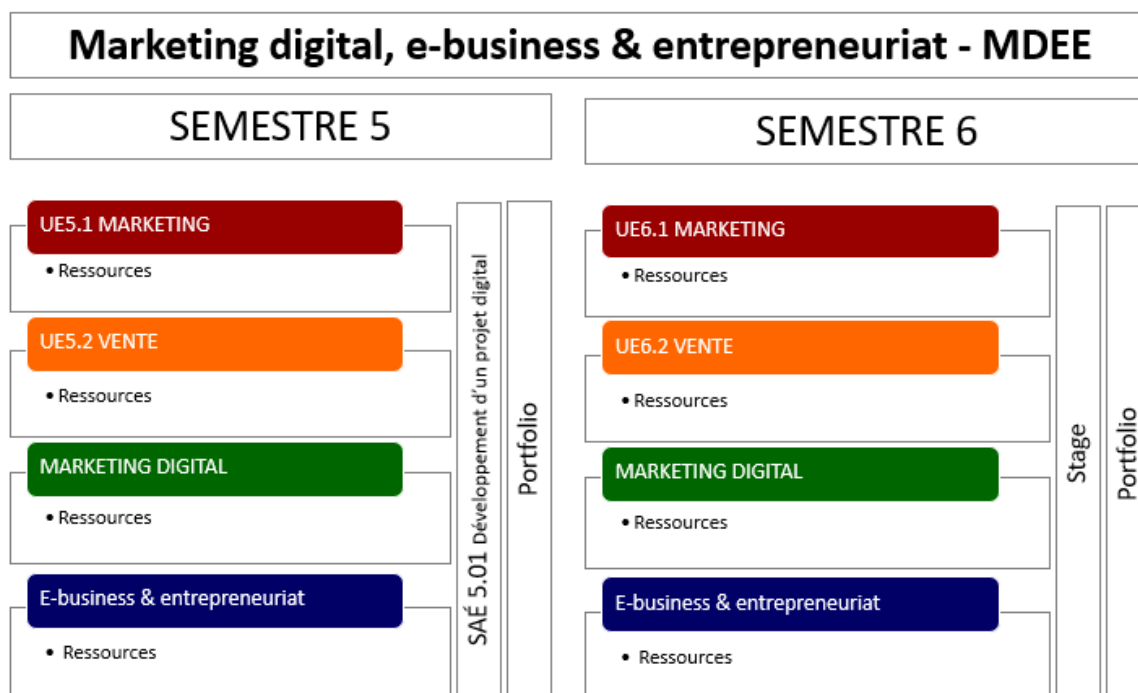 Marketing digital, e-business & entrepreneuriat - MDEE
SEMESTRE 5
UE5.1 MARKETING
• Ressources
UE5.2 VENTE
• Ressources
MARKETING DIGITAL
• Ressources
E-business & entrepreneuriat
• Ressources
SAÉ 5.01 Développement d'un projet digital
Portfolio
SEMESTRE 6
UE6.1 MARKETING
• Ressources
UE6.2 VENTE
• Ressources
MARKETING DIGITAL
• Ressources
E-business & entrepreneuriat
• Ressources
Stage
Portfolio